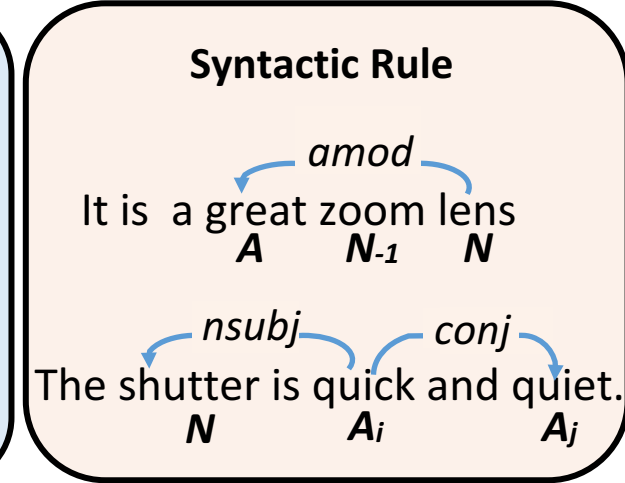 Syntactic Rule
amod
It is a great zoom lens
A N-1 N
nsubj conj
The shutter is quick and quiet.
N Ai Aj